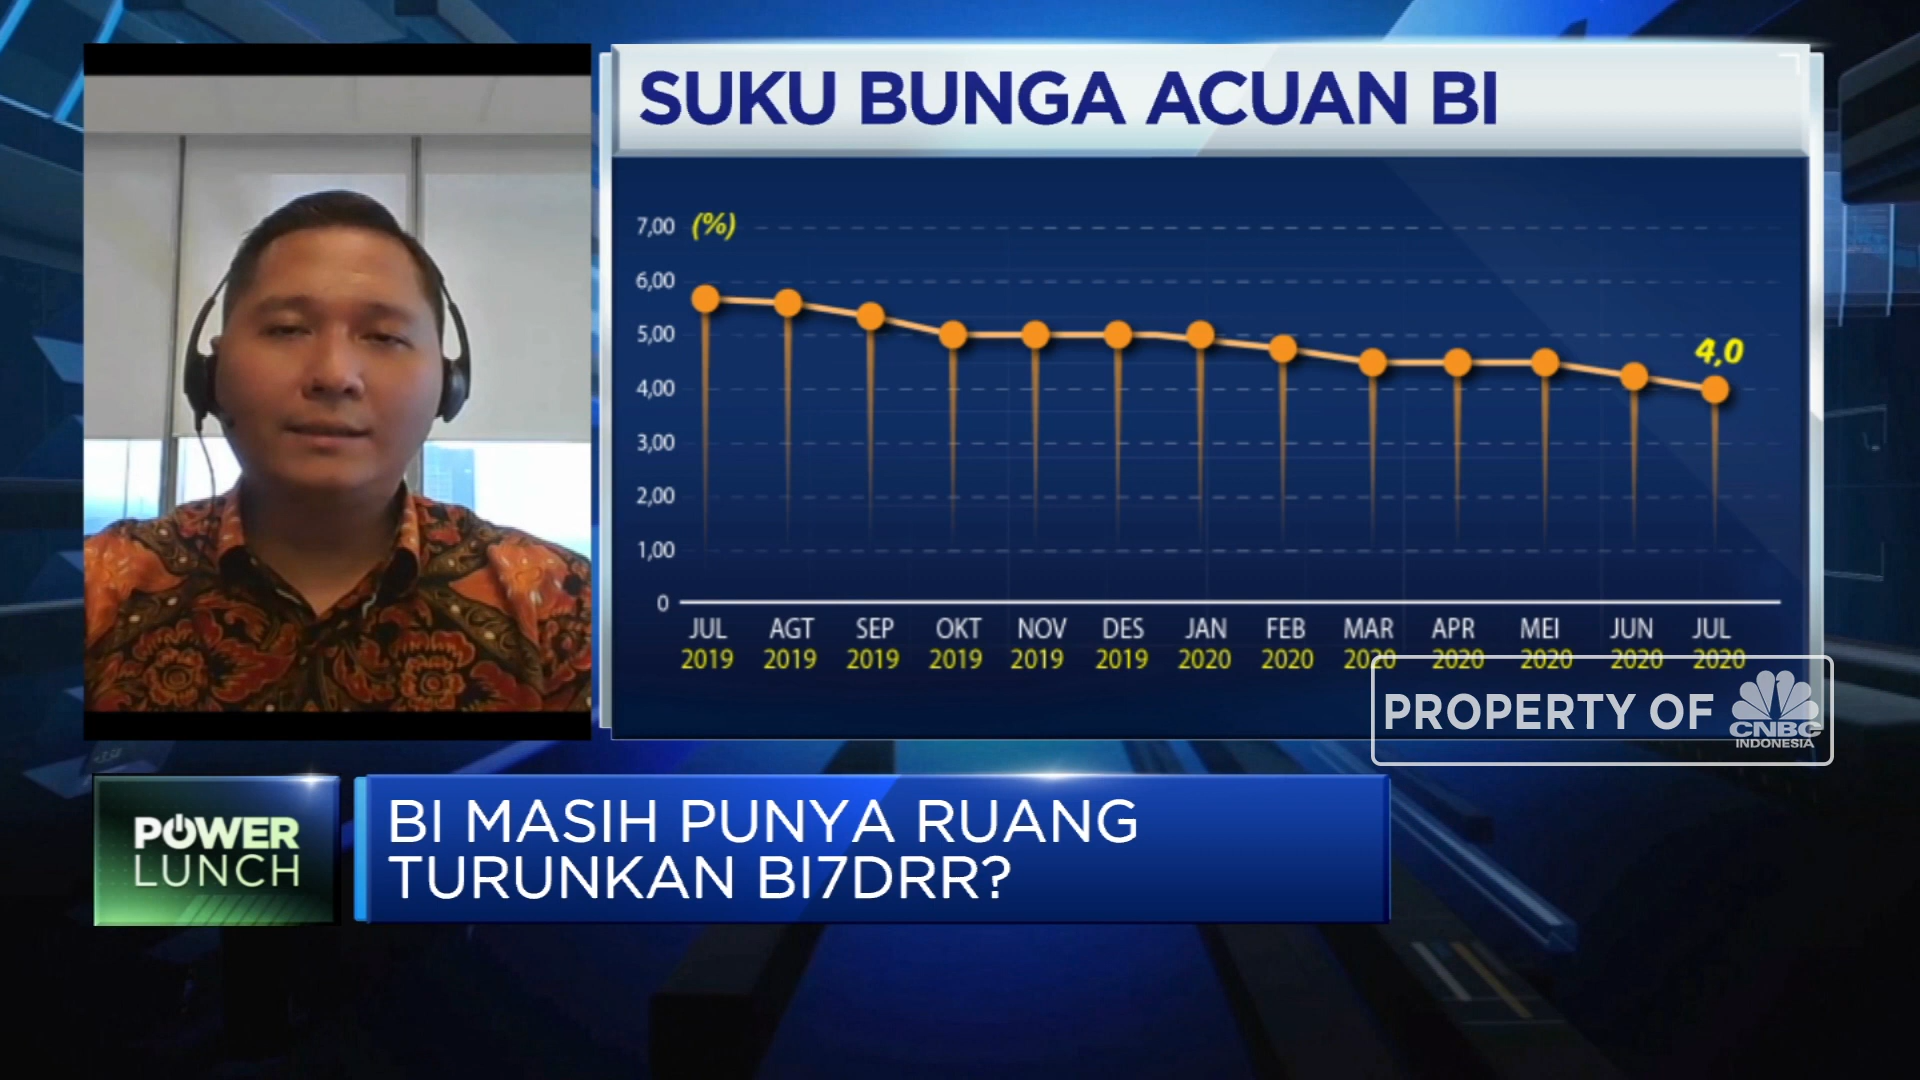 SUKU BUNGA ACUAN BI
7,00 (%)
6,00
5,00
4,0
4,00
3,00
2,00
1,00
0
JUL AGT SEP OKT NOV DES JAN FEB MAR APR MEI JUN JUL
2019 2019 2019 2019 2019 2019 2020 2020 2020 2020 2020 2020 2020
PROPERTY OF CNBC
INDONESIA
POWER
LUNCH
BI MASIH PUNYA RUANG
TURUNKAN BI7DRR?